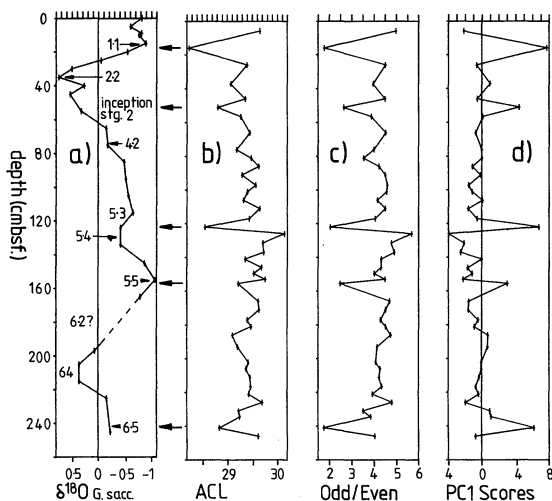 0
40
80
120
160
200
240
depth (cmbsf.)
a)
b)
c)
d)
1·1
2·2
inception
stg. 2
4·2
5·3
5·4
5·5
6·2?
6·4
6·5
0·5 0 -0·5 -1
δ18O G. sacc.
29 30
ACL
2 3 4 5 6
Odd/Even
-4 0 4 8
PC1 Scores